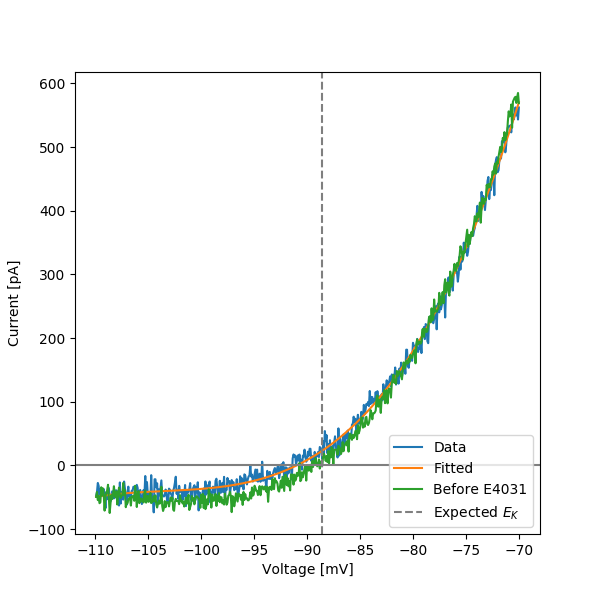 600
500
400
300
200
100
0
−100
Current [pA]
−110 −105 −100 −95 −90 −85 −80 −75 −70
Voltage [mV]
Data
Fitted
Before E4031
Expected E_K